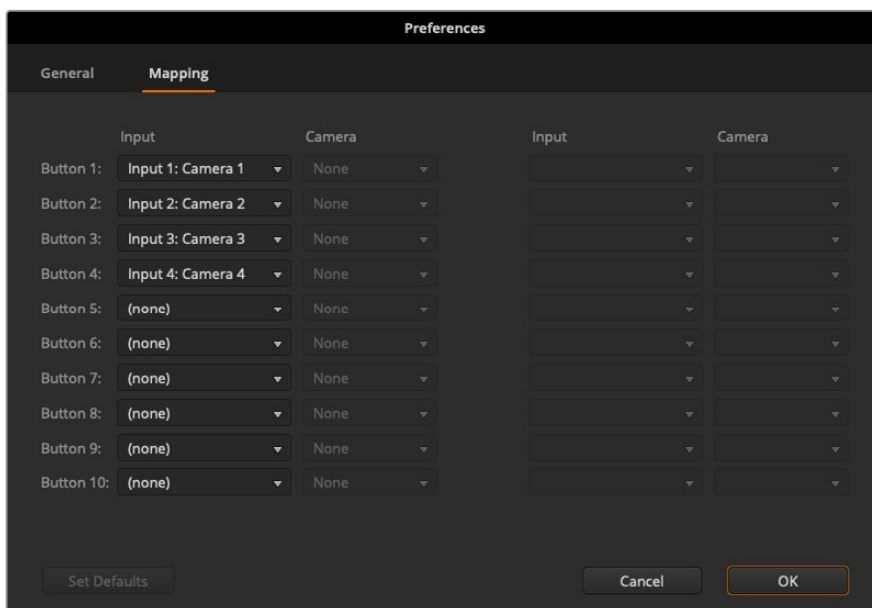 Preferences
General Mapping
Input Camera Input Camera
Button 1: Input 1: Camera 1 None
Button 2: Input 2: Camera 2 None
Button 3: Input 3: Camera 3 None
Button 4: Input 4: Camera 4 None
Button 5: (none) None
Button 6: (none) None
Button 7: (none) None
Button 8: (none) None
Button 9: (none) None
Button 10: (none) None
Set Defaults Cancel OK